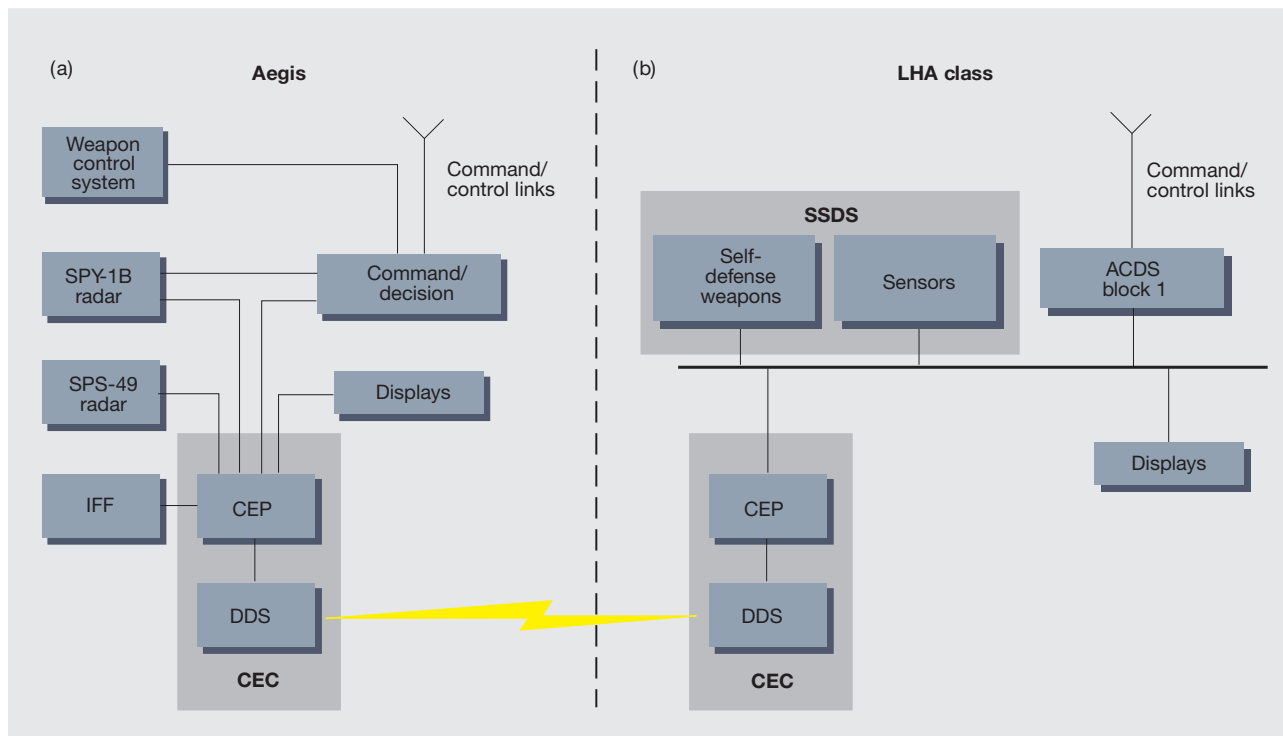 (a)
Aegis
Weapon
control
system
Command/
control links
SPY-1B
radar
Command/
decision
SPS-49
radar
Displays
IFF
CEP
DDS
CEC
(b)
LHA class
Command/
control links
SSDS
Self-
defense
weapons
Sensors
ACDS
block 1
Displays
CEP
DDS
CEC